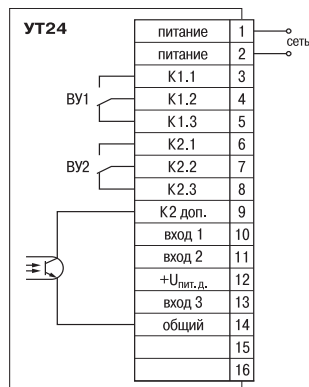 УТ24
питание 1
питание 2
сеть
К1.1 3
ВУ1 К1.2 4
К1.3 5
К2.1 6
ВУ2 К2.2 7
К2.3 8
К2 доп. 9
вход 1 10
вход 2 11
+Uпит.д. 12
вход 3 13
общий 14
15
16